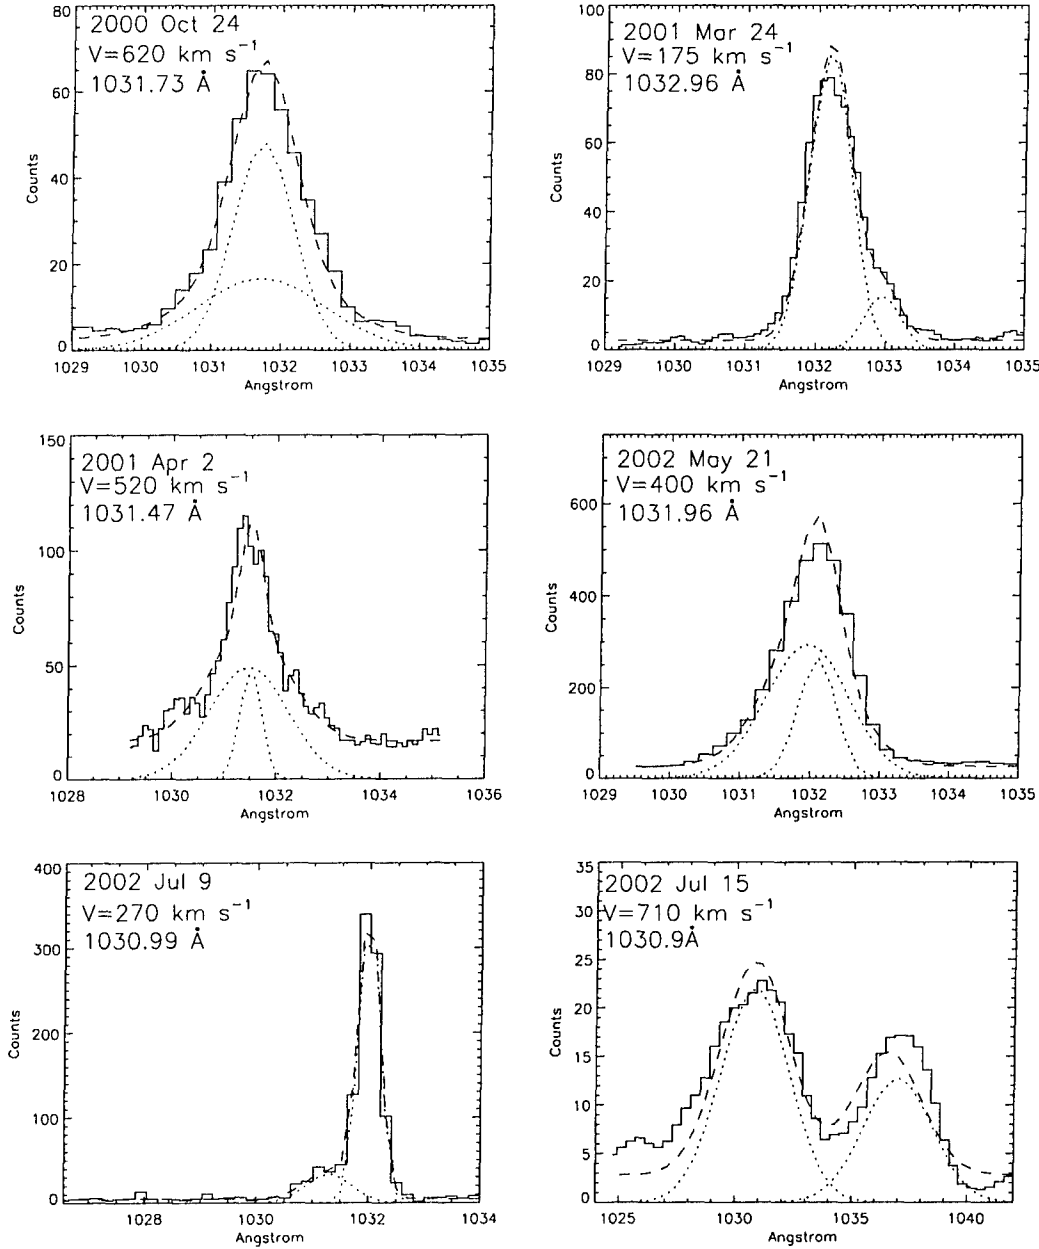 2000 Oct 24
V=620 km s⁻¹
1031.73 Å
80
60
40
20
0
Counts
1029 1030 1031 1032 1033 1034 1035
Angstrom
2001 Mar 24
V=175 km s⁻¹
1032.96 Å
100
80
60
40
20
0
Counts
1029 1030 1031 1032 1033 1034 1035
Angstrom
2001 Apr 2
V=520 km s⁻¹
1031.47 Å
150
100
50
0
Counts
1028 1030 1032 1034 1036
Angstrom
2002 May 21
V=400 km s⁻¹
1031.96 Å
600
400
200
0
Counts
1029 1030 1031 1032 1033 1034 1035
Angstrom
2002 Jul 9
V=270 km s⁻¹
1030.99 Å
400
300
200
100
0
Counts
1028 1030 1032 1034
Angstrom
2002 Jul 15
V=710 km s⁻¹
1030.9Å
35
30
25
20
15
10
5
0
Counts
1025 1030 1035 1040
Angstrom